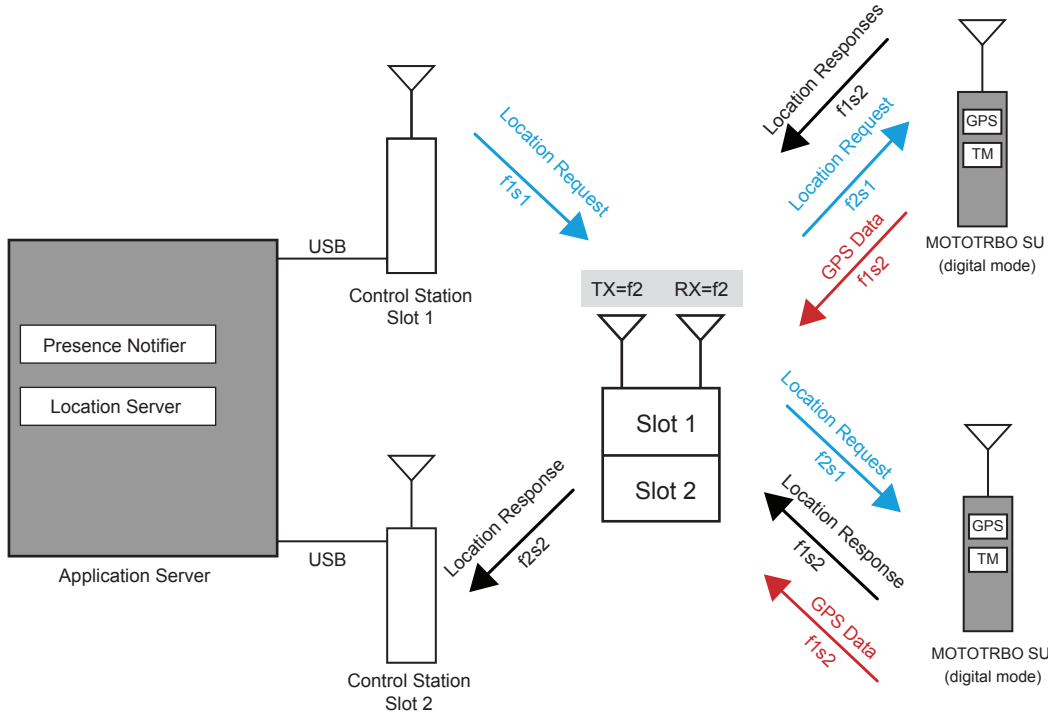 Location Responses
f1s2
Location Request
f2s1
GPS Data
f1s2
GPS
TM
MOTOTRBO SU
(digital mode)
Location Request
f1s1
USB
Control Station
Slot 1
TX=f2 RX=f2
Presence Notifier
Location Server
Slot 1
Slot 2
Location Request
f2s1
Location Response
f1s2
GPS Data
f1s2
GPS
TM
MOTOTRBO SU
(digital mode)
Location Response
f2s2
USB
Application Server
Control Station
Slot 2